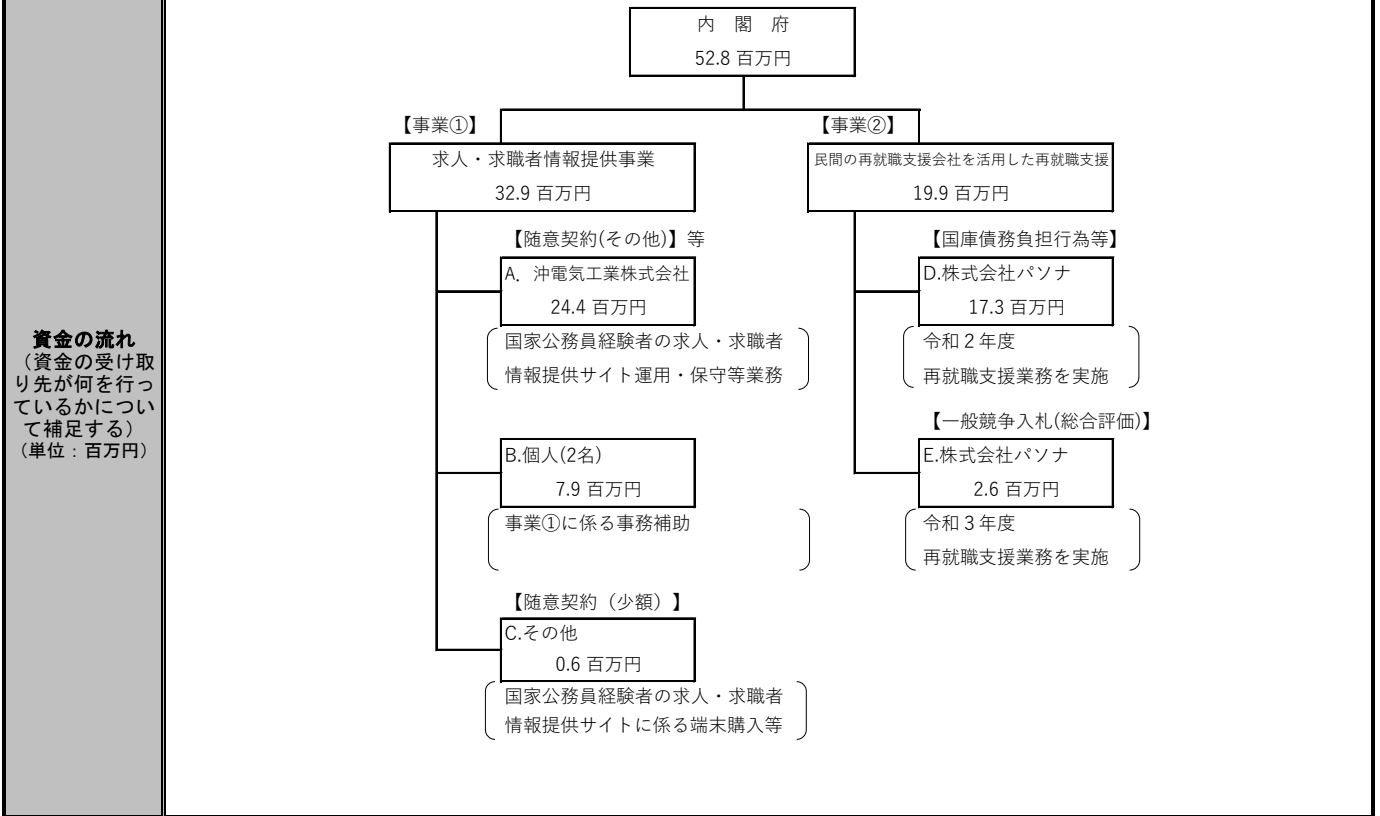 資金の流れ
（資金の受け取
り先が何を行っ
ているかについ
て補足する）
（単位：百万円）
内　閣　府
52.8 百万円
【事業①】
求人・求職者情報提供事業
32.9 百万円
【随意契約(その他)】等
A．沖電気工業株式会社
24.4 百万円
国家公務員経験者の求人・求職者
情報提供サイト運用・保守等業務
B.個人(2名)
7.9 百万円
事業①に係る事務補助
【随意契約（少額）】
C.その他
0.6 百万円
国家公務員経験者の求人・求職者
情報提供サイトに係る端末購入等
【事業②】
民間の再就職支援会社を活用した再就職支援
19.9 百万円
【国庫債務負担行為等】
D.株式会社パソナ
17.3 百万円
令和２年度
再就職支援業務を実施
【一般競争入札(総合評価)】
E.株式会社パソナ
2.6 百万円
令和３年度
再就職支援業務を実施